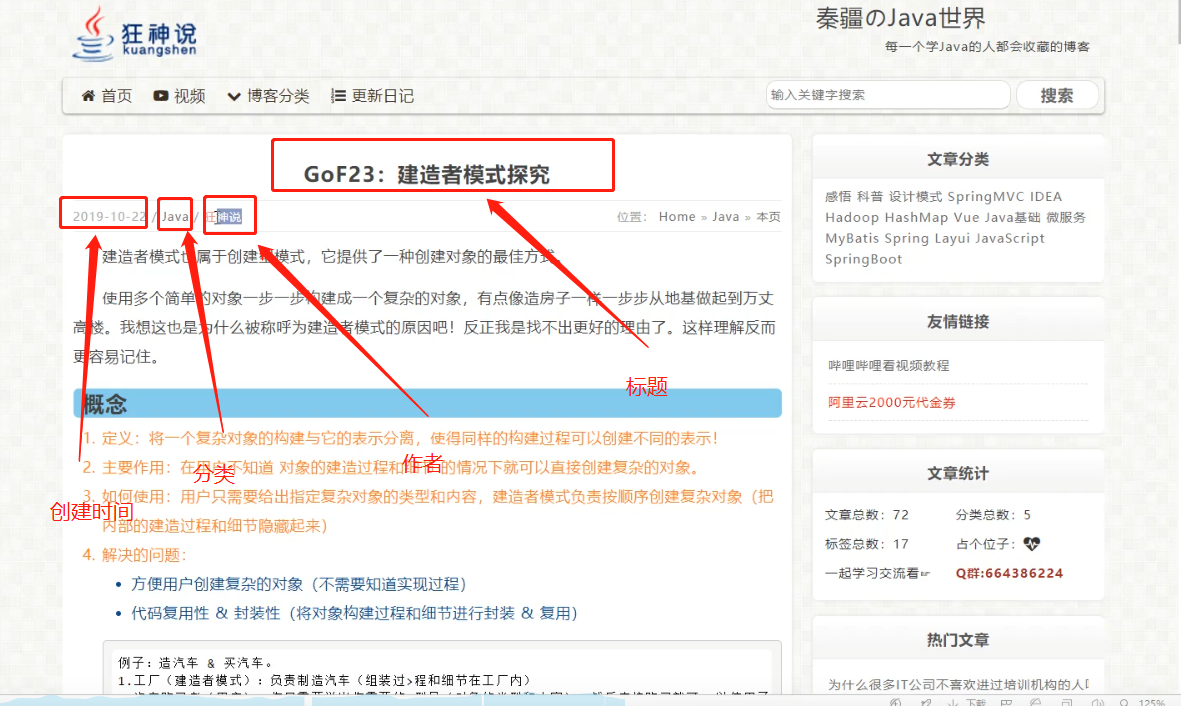 狂神说
kuangshen
秦疆のJava世界
每一个学Java的人都会收藏的博客
首页 视频 博客分类 更新日记
输入关键字搜索 搜索
GoF23：建造者模式探究
2019-10-22 / Java / 狂神说
位置： Home » Java » 本页
建造者模式也属于创建型模式，它提供了一种创建对象的最佳方式。
使用多个简单的对象一步一步构建成一个复杂的对象，有点像造房子一样一步步从地基做起到万丈
高楼。我想这也是为什么被称呼为建造者模式的原因吧！反正我是找不出更好的理由了。这样理解反而
更容易记住。
标题
概念
1. 定义：将一个复杂对象的构建与它的表示分离，使得同样的构建过程可以创建不同的表示！
2. 主要作用：在用户不知道 对象的建造过程和细节的情况下就可以直接创建复杂的对象。
作者
分类
3. 如何使用：用户只需要给出指定复杂对象的类型和内容，建造者模式负责按顺序创建复杂对象（把
创建时间
内部的建造过程和细节隐藏起来）
4. 解决的问题：
• 方便用户创建复杂的对象（不需要知道实现过程）
• 代码复用性 & 封装性（将对象构建过程和细节进行封装 & 复用）
例子：造汽车 & 买汽车。
1.工厂（建造者模式）：负责制造汽车（组装过>程和细节在工厂内）
文章分类
感悟 科普 设计模式 SpringMVC IDEA
Hadoop HashMap Vue Java基础 微服务
MyBatis Spring Layui JavaScript
SpringBoot
友情链接
哔哩哔哩看视频教程
阿里云2000元代金券
文章统计
文章总数：72 分类总数：5
标签总数：17 占个位子：
一起学习交流看☞ Q群:664386224
热门文章
为什么很多IT公司不喜欢进过培训机构的人
下载
125%